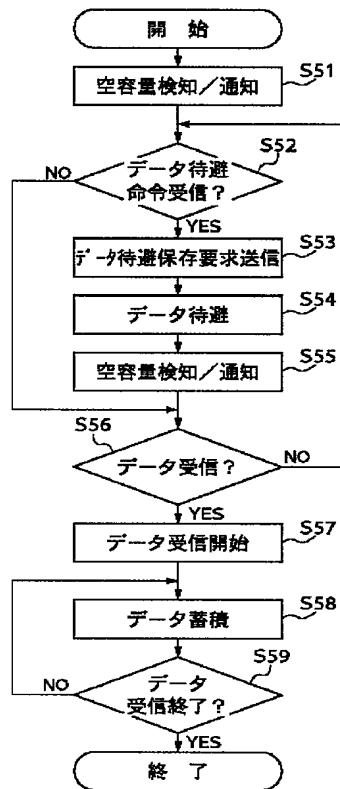 開 始
空容量検知／通知
S51
S52
データ待避
命令受信？
NO
YES
データ待避保存要求送信
S53
データ待避
S54
空容量検知／通知
S55
S56
データ受信？
NO
YES
データ受信開始
S57
データ蓄積
S58
S59
データ
受信終了？
NO
YES
終 了